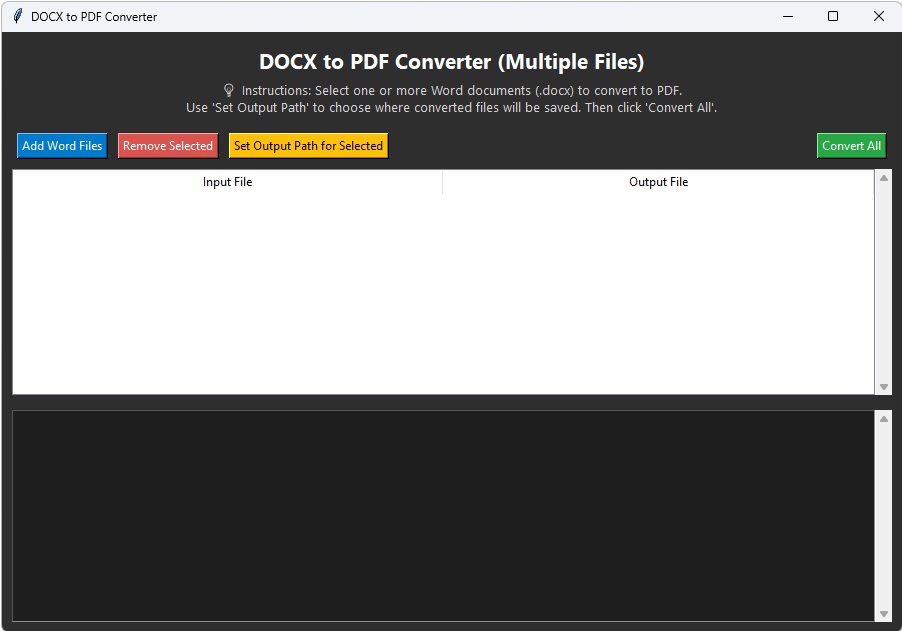 DOCX to PDF Converter
DOCX to PDF Converter (Multiple Files)
Instructions: Select one or more Word documents (.docx) to convert to PDF.
Use 'Set Output Path' to choose where converted files will be saved. Then click 'Convert All'.
Add Word Files
Remove Selected
Set Output Path for Selected
Convert All
Input File
Output File